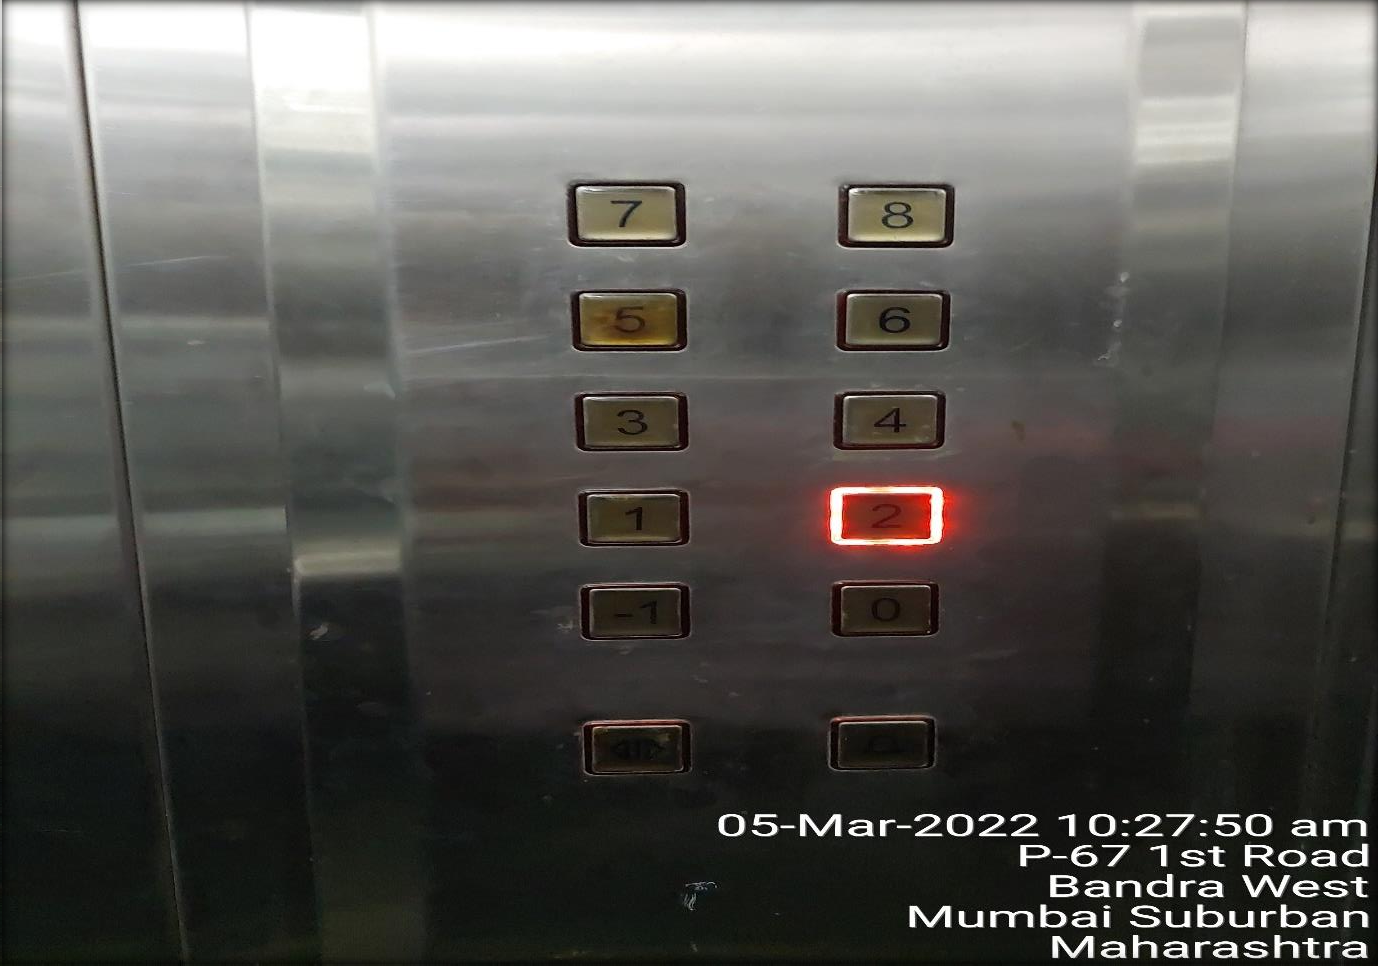 7 8
5 6
3 4
1 2
-1 0
05-Mar-2022 10:27:50 am
P-67 1st Road
Bandra West
Mumbai Suburban
Maharashtra